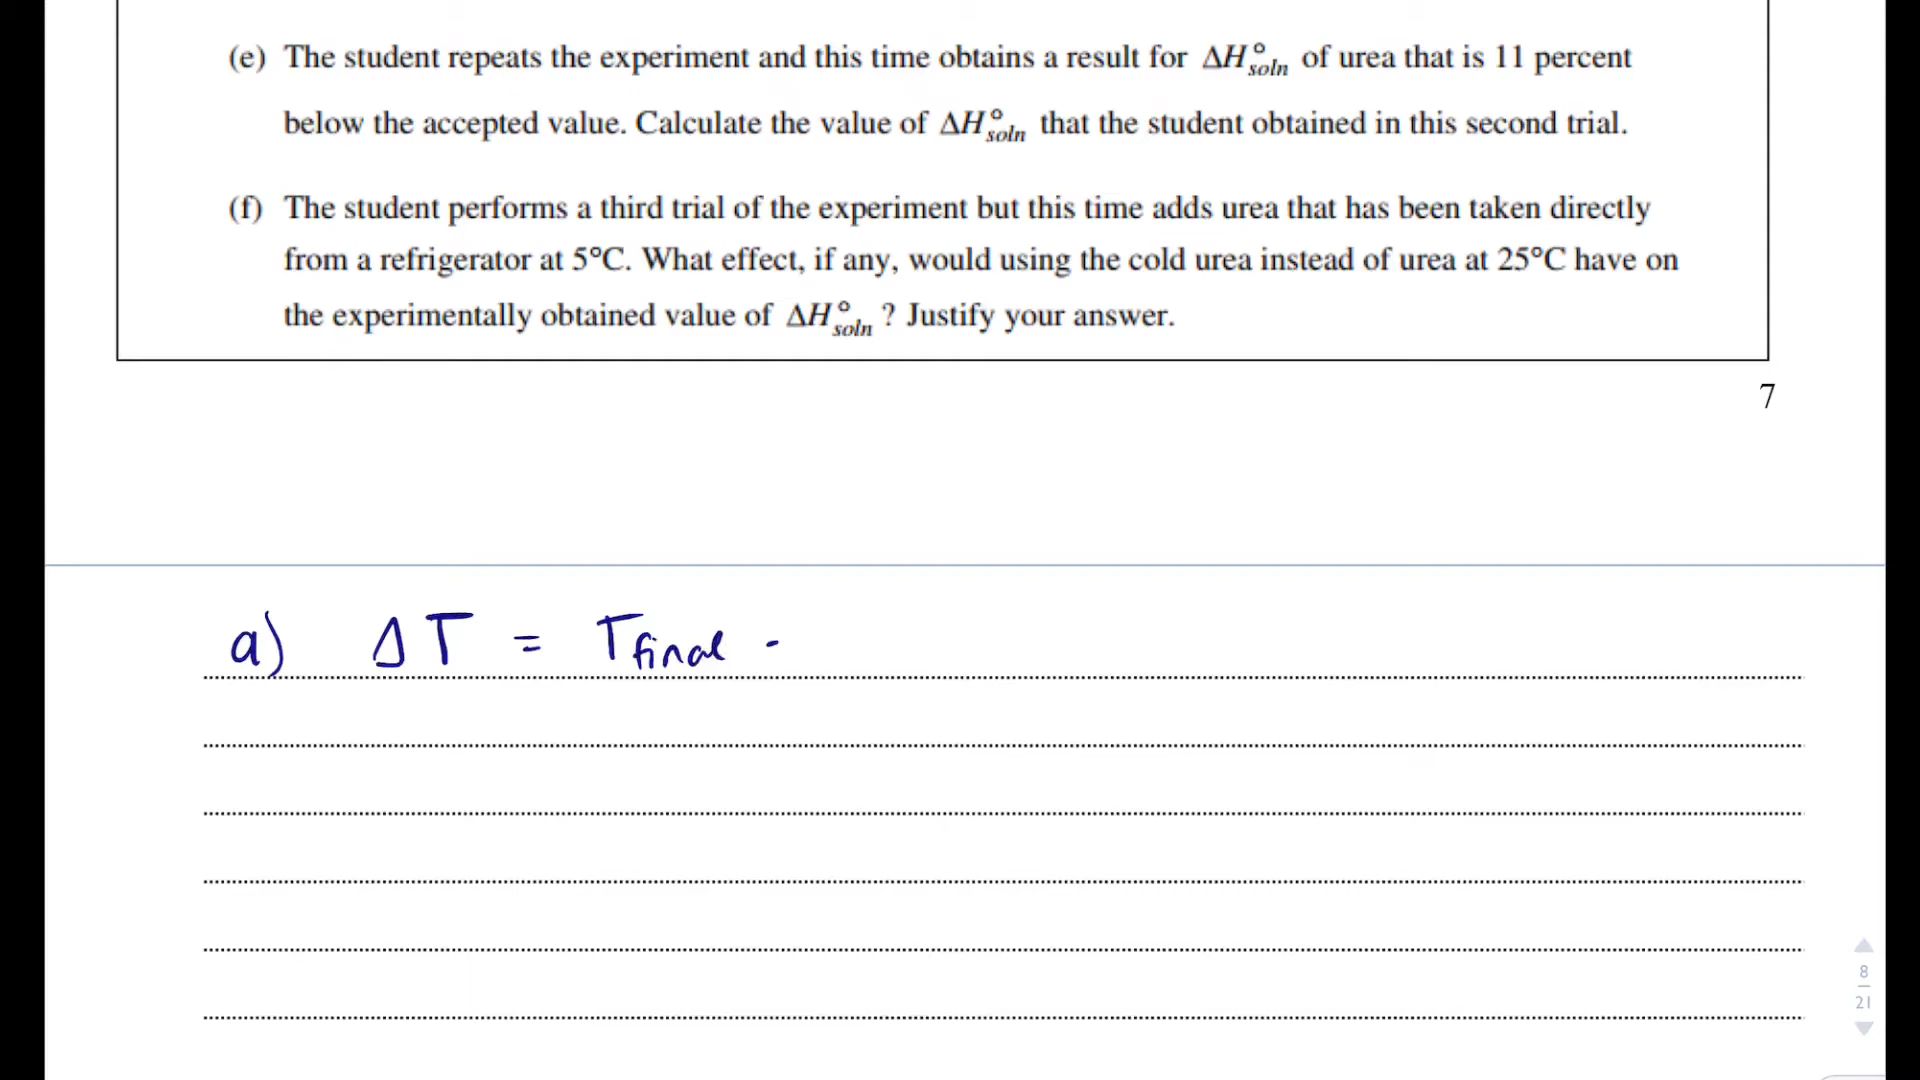 (e) The student repeats the experiment and this time obtains a result for ΔH°soln of urea that is 11 percent
below the accepted value. Calculate the value of ΔH°soln that the student obtained in this second trial.
(f) The student performs a third trial of the experiment but this time adds urea that has been taken directly
from a refrigerator at 5°C. What effect, if any, would using the cold urea instead of urea at 25°C have on
the experimentally obtained value of ΔH°soln ? Justify your answer.
7
a) ΔT = Tfinal -
8
21